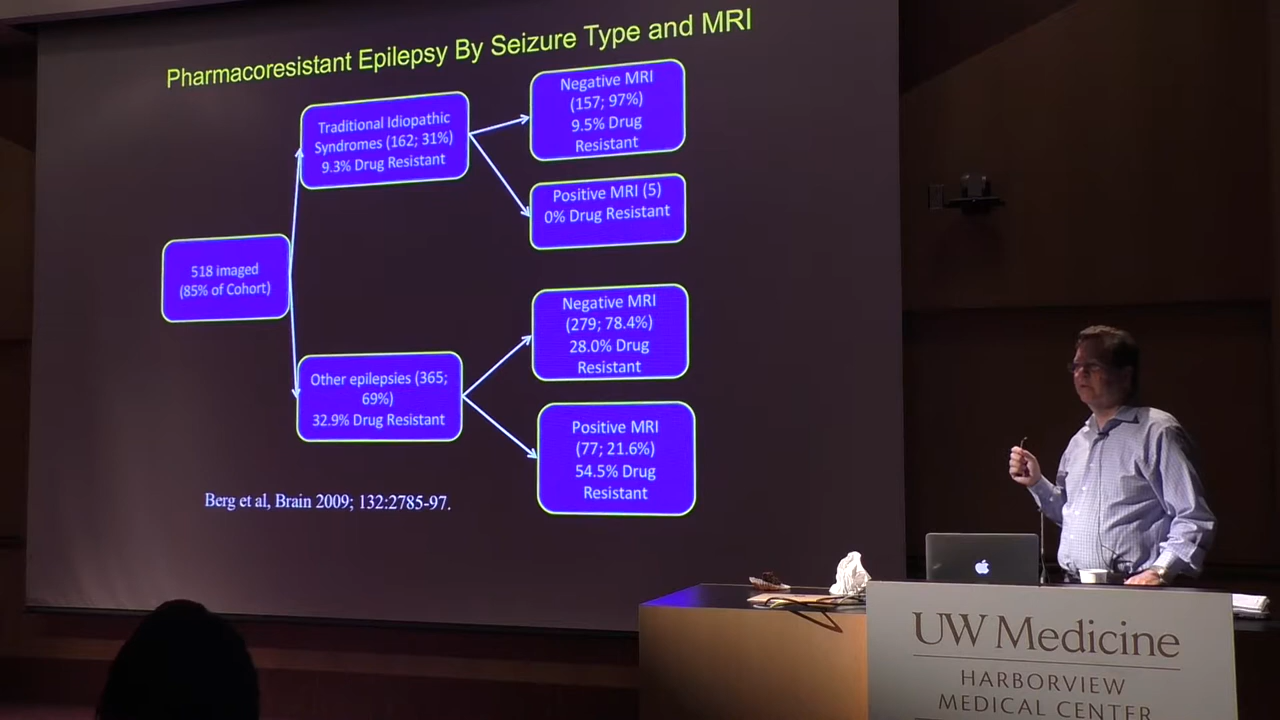 Pharmacoresistant Epilepsy By Seizure Type and MRI
518 imaged
(85% of Cohort)
Traditional Idiopathic
Syndromes (162; 31%)
9.3% Drug Resistant
Negative MRI
(157; 97%)
9.5% Drug
Resistant
Positive MRI (5)
0% Drug Resistant
Other epilepsies (365;
69%)
32.9% Drug Resistant
Negative MRI
(279; 78.4%)
28.0% Drug
Resistant
Positive MRI
(77; 21.6%)
54.5% Drug
Resistant
Berg et al, Brain 2009; 132:2785-97.
UW Medicine
HARBORVIEW
MEDICAL CENTER